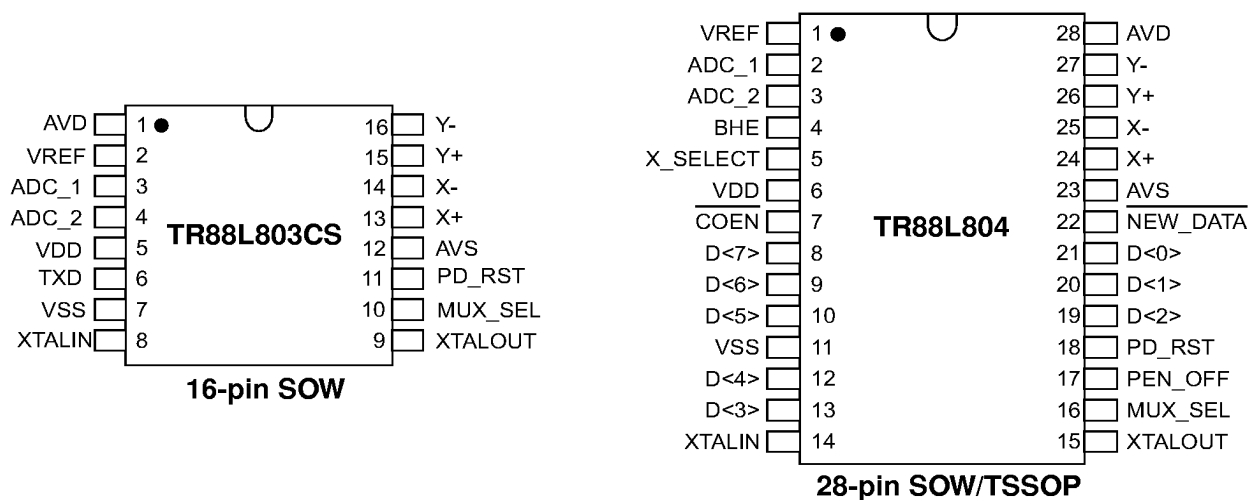 AVD 1 16 Y-
VREF 2 15 Y+
ADC_1 3 14 X-
ADC_2 4 13 X+
VDD 5 12 AVS
TXD 6 11 PD_RST
VSS 7 10 MUX_SEL
XTALIN 8 9 XTALOUT
TR88L803CS
16-pin SOW
VREF 1 28 AVD
ADC_1 2 27 Y-
ADC_2 3 26 Y+
BHE 4 25 X-
X_SELECT 5 24 X+
VDD 6 23 AVS
COEN 7 22 NEW_DATA
D<7> 8 21 D<0>
D<6> 9 20 D<1>
D<5> 10 19 D<2>
VSS 11 18 PD_RST
D<4> 12 17 PEN_OFF
D<3> 13 16 MUX_SEL
XTALIN 14 15 XTALOUT
TR88L804
28-pin SOW/TSSOP